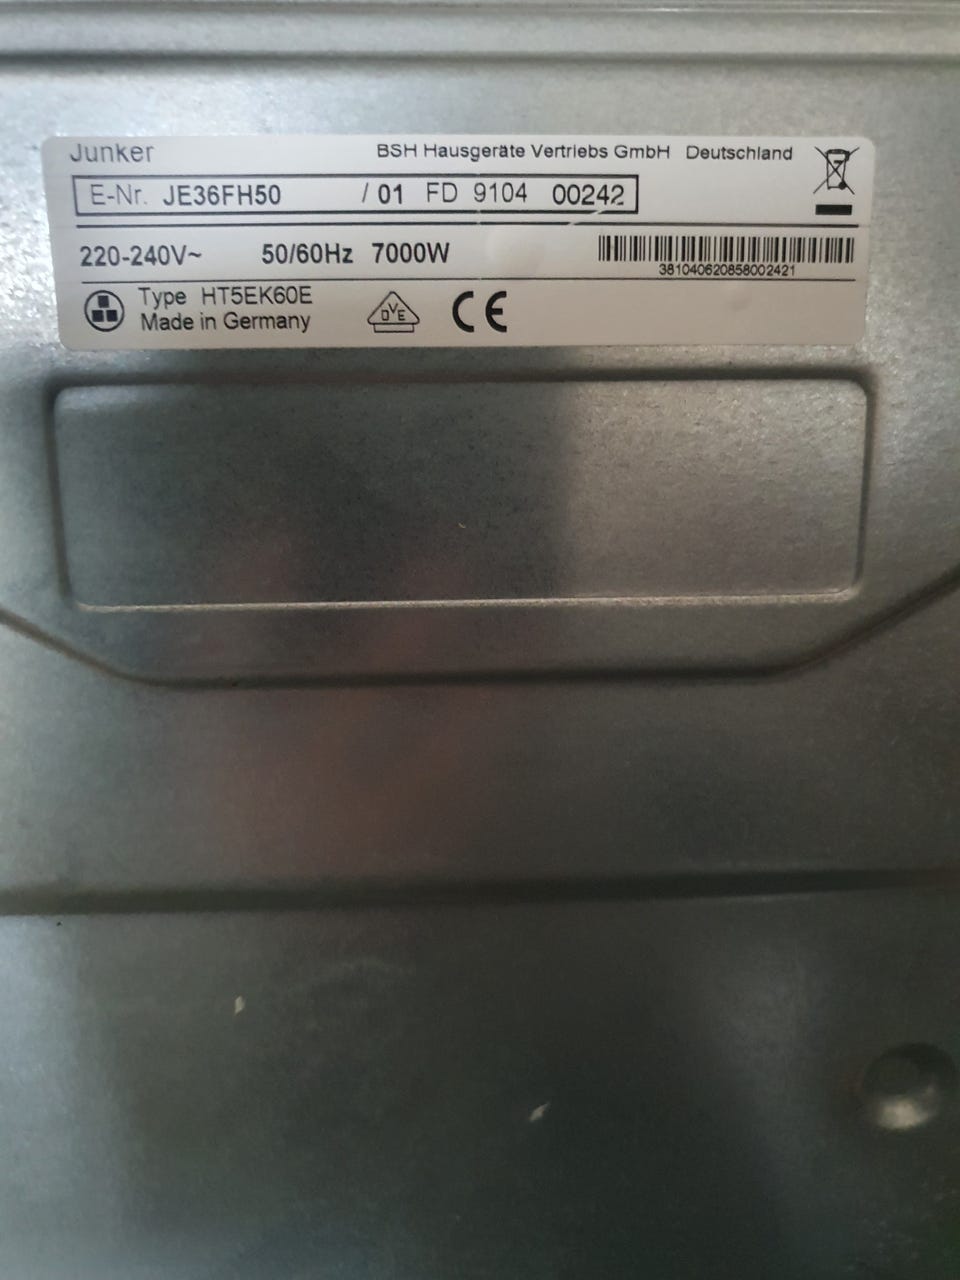 Junker BSH Hausgeräte Vertriebs GmbH Deutschland
E-Nr. JE36FH50 / 01 FD 9104 00242
220-240V~ 50/60Hz 7000W
381040620858002421
Type HT5EK60E
Made in Germany
DVE
CE